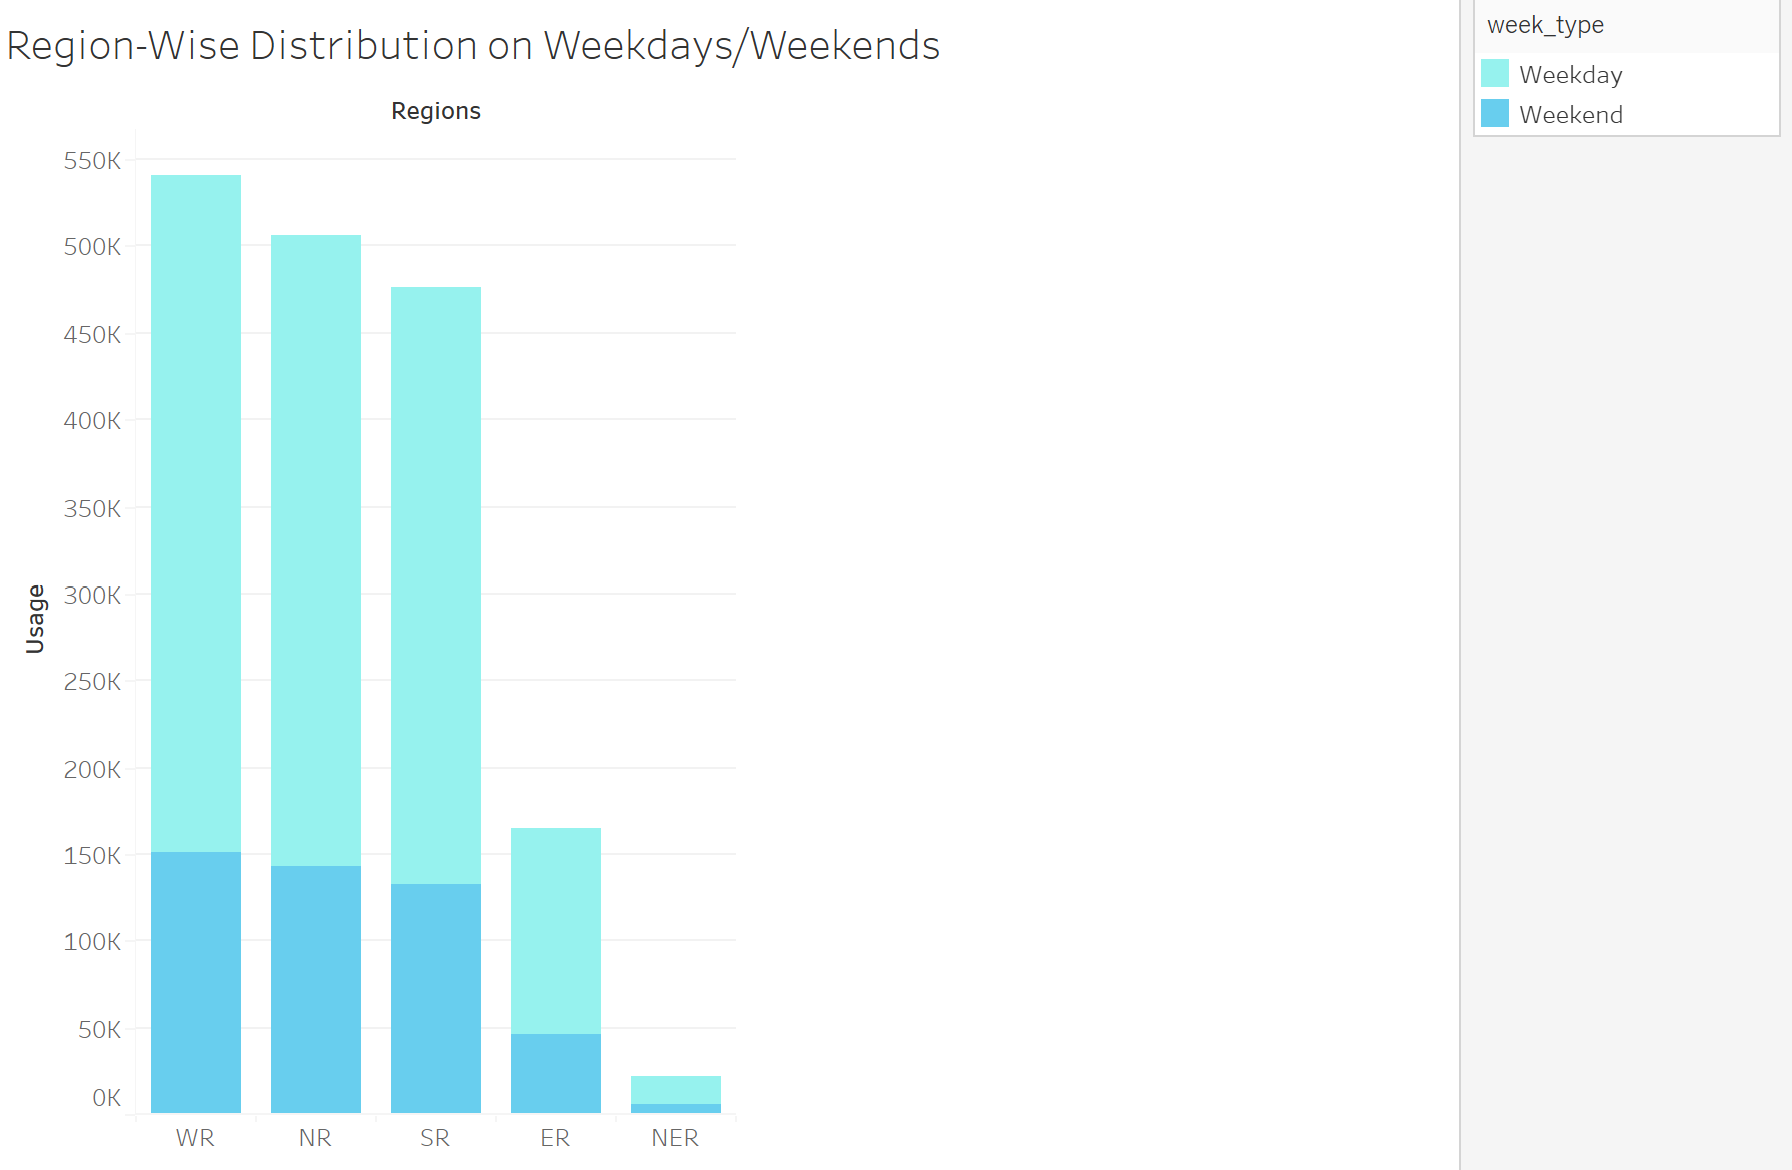 Region-Wise Distribution on Weekdays/Weekends
week_type
Weekday
Weekend
Regions
Usage
550K
500K
450K
400K
350K
300K
250K
200K
150K
100K
50K
0K
WR NR SR ER NER